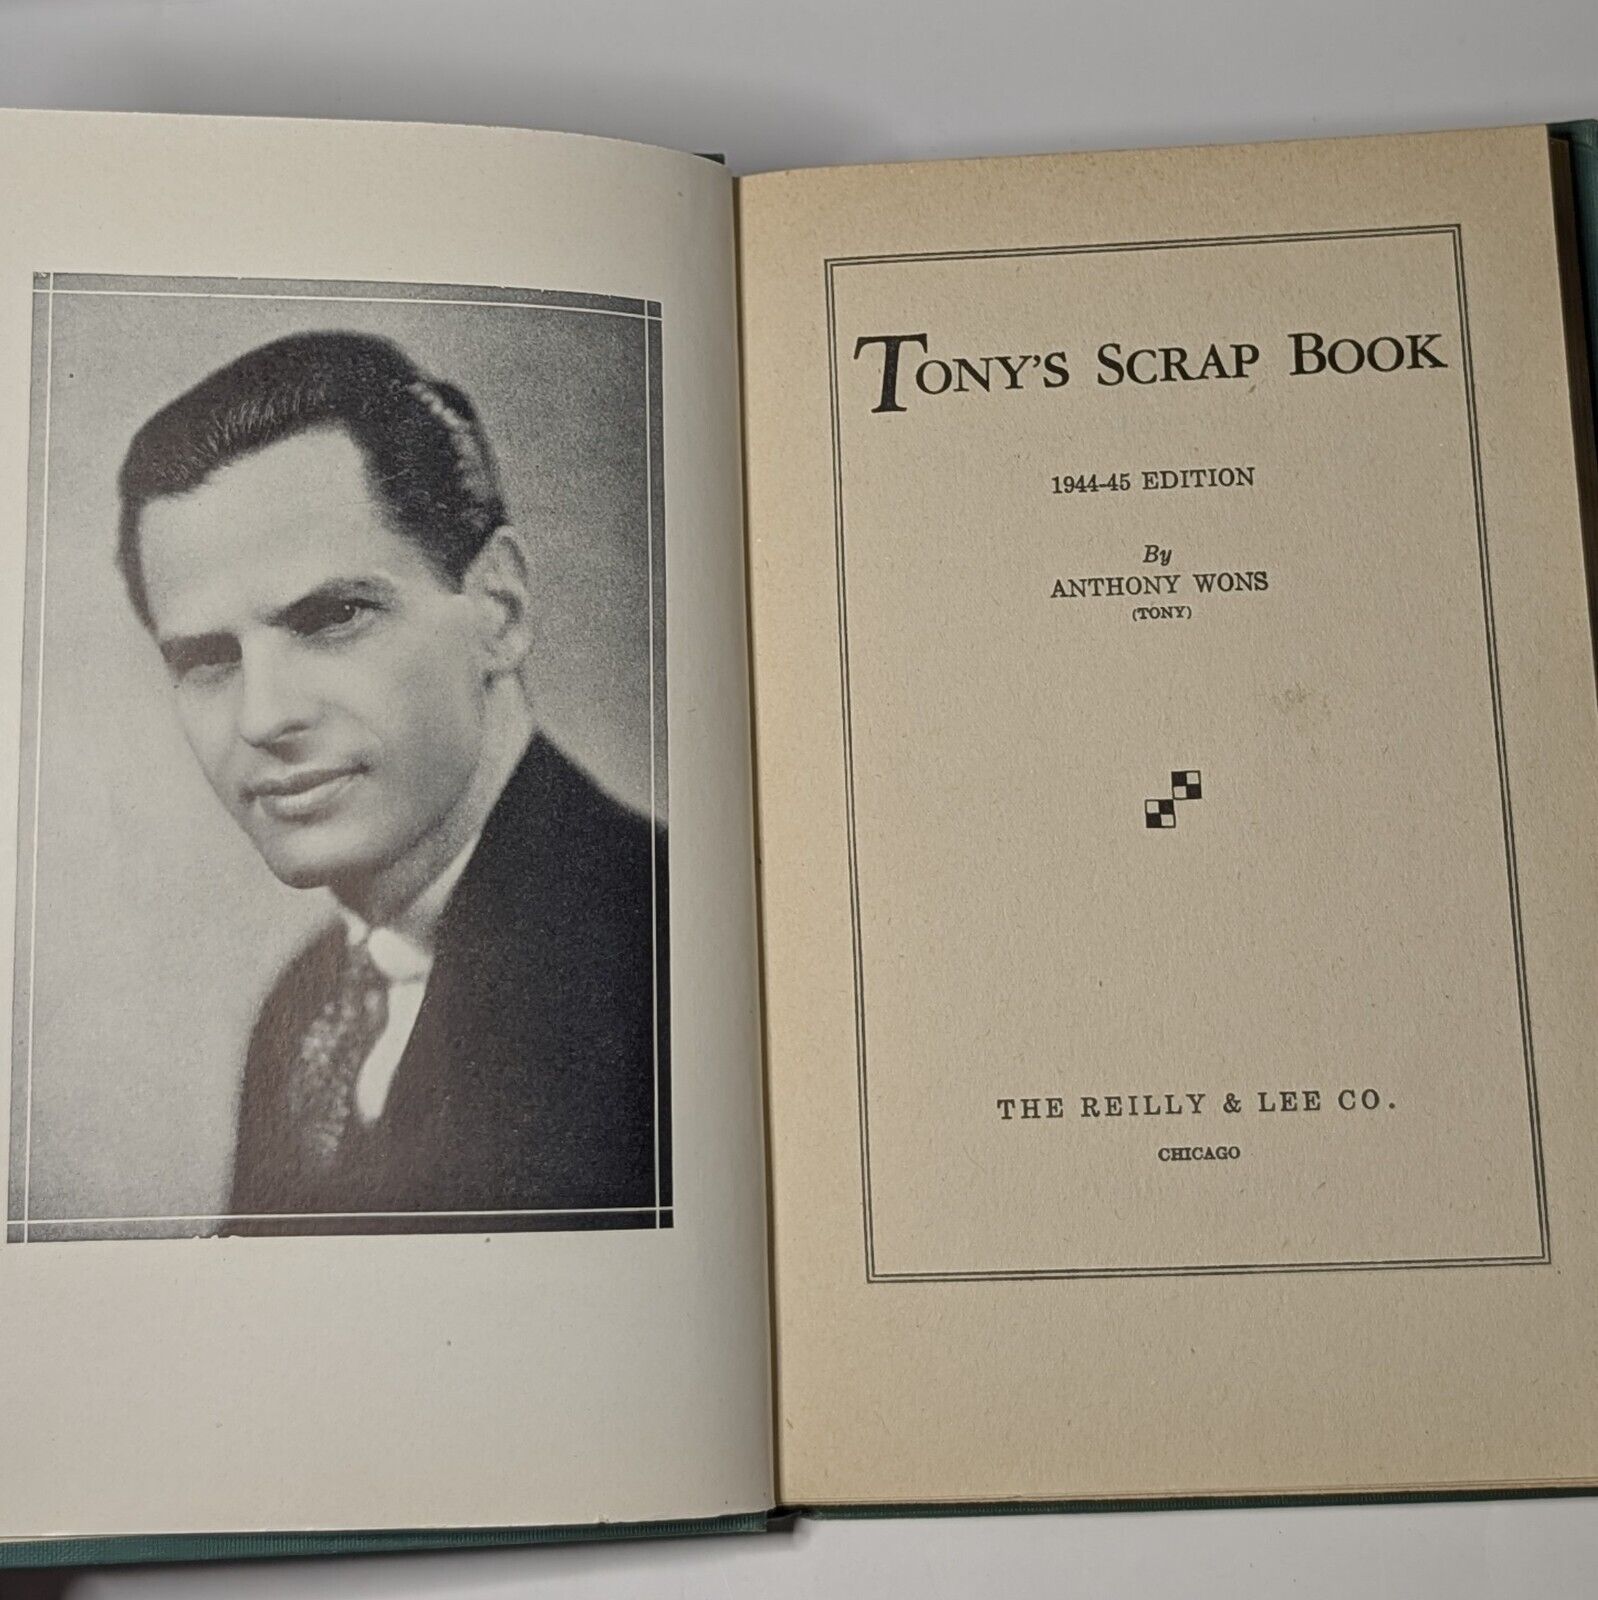 TONY'S SCRAP BOOK
1944-45 EDITION
By
ANTHONY WONS
(TONY)
THE REILLY & LEE CO.
CHICAGO